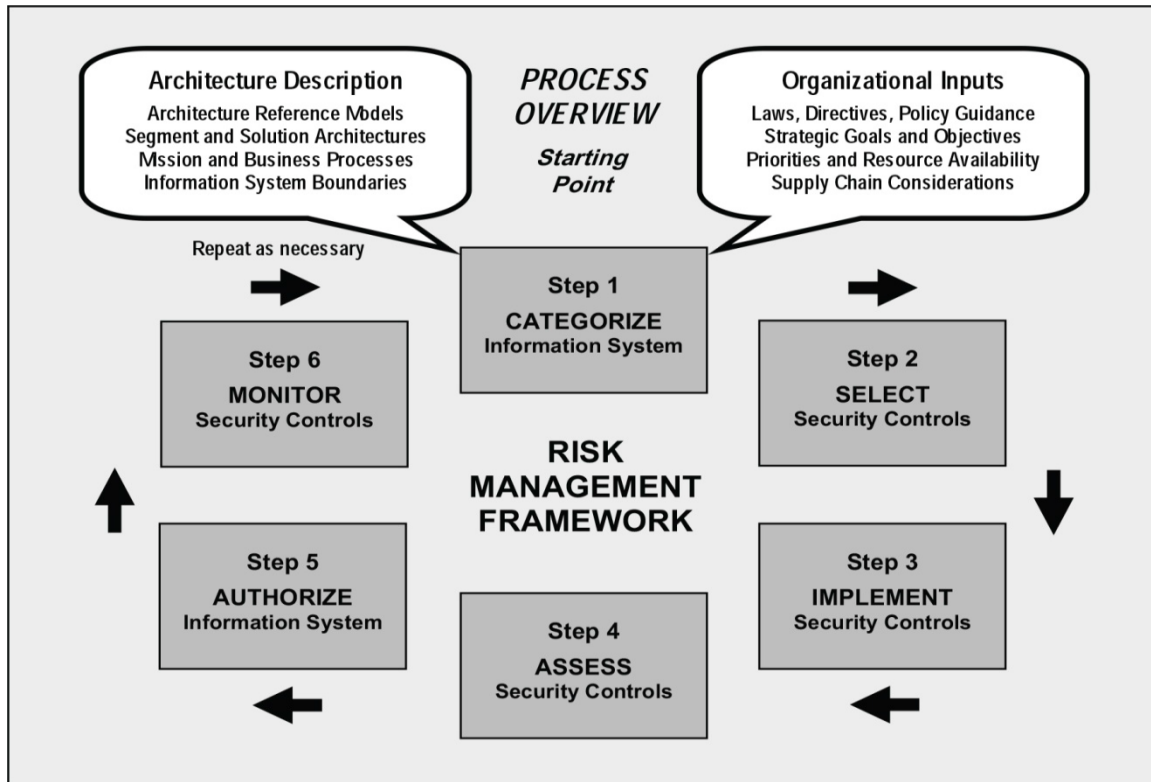 Architecture Description
Architecture Reference Models
Segment and Solution Architectures
Mission and Business Processes
Information System Boundaries
PROCESS
OVERVIEW
Starting
Point
Organizational Inputs
Laws, Directives, Policy Guidance
Strategic Goals and Objectives
Priorities and Resource Availability
Supply Chain Considerations
Repeat as necessary
Step 1
CATEGORIZE
Information System
Step 2
SELECT
Security Controls
Step 3
IMPLEMENT
Security Controls
Step 4
ASSESS
Security Controls
Step 5
AUTHORIZE
Information System
Step 6
MONITOR
Security Controls
RISK
MANAGEMENT
FRAMEWORK